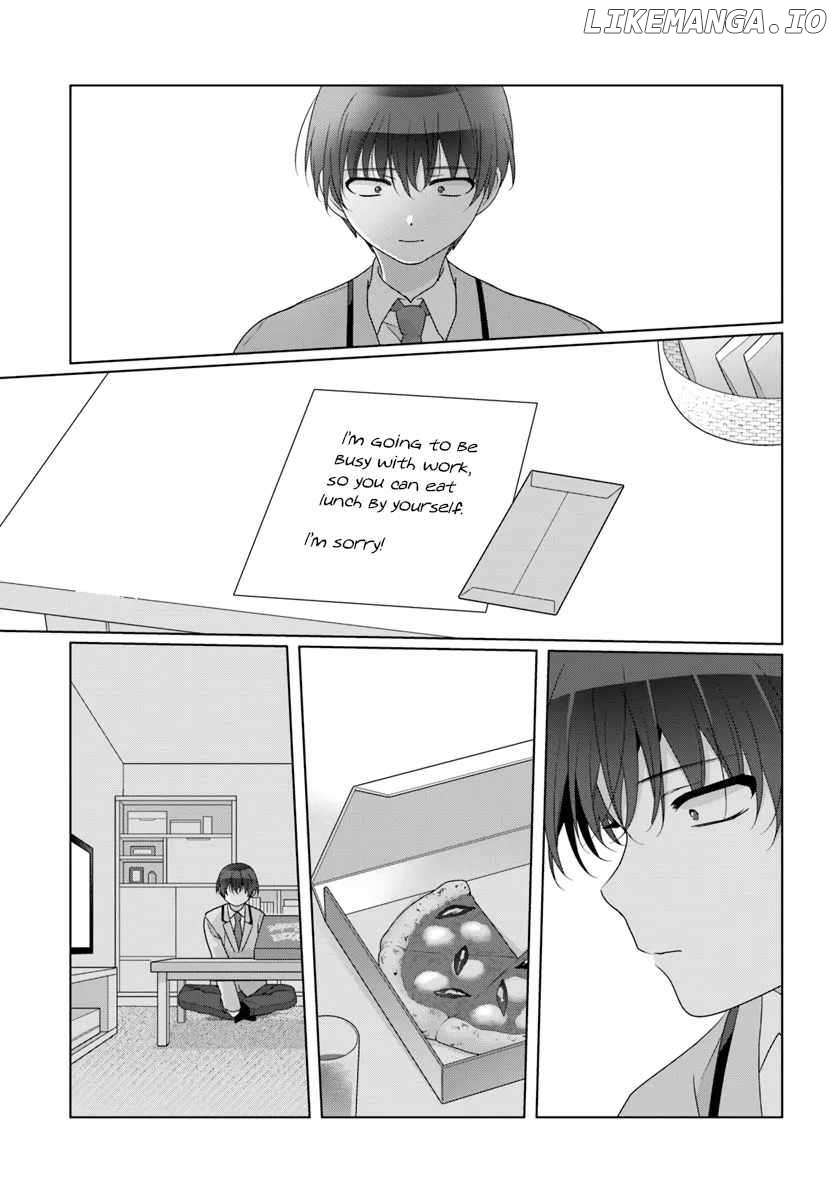 LIKEMANGA.IO
I'm going to be
busy with work,
so you can eat
lunch by yourself.
I'm sorry!